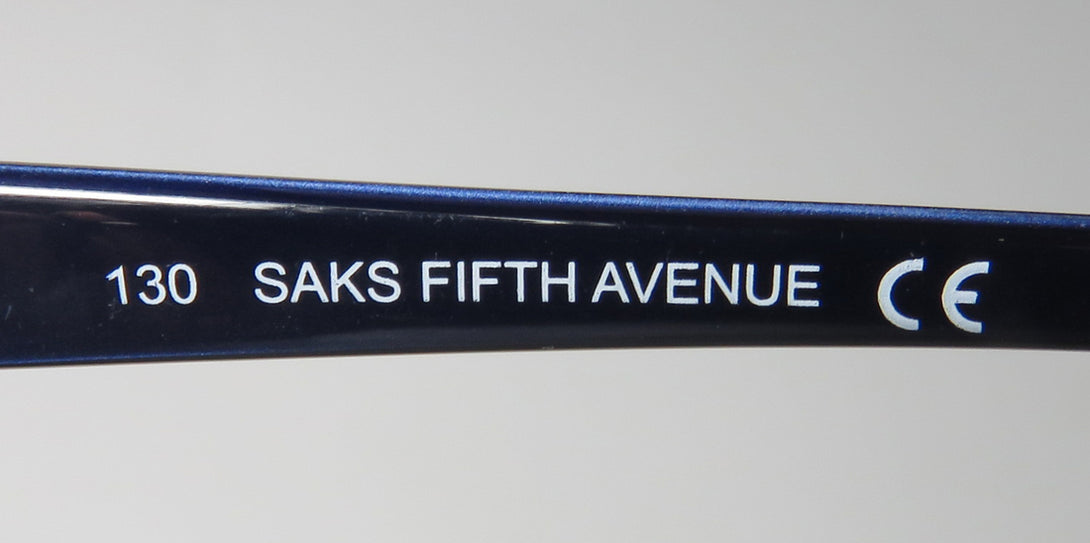 130 SAKS FIFTH AVENUE CE